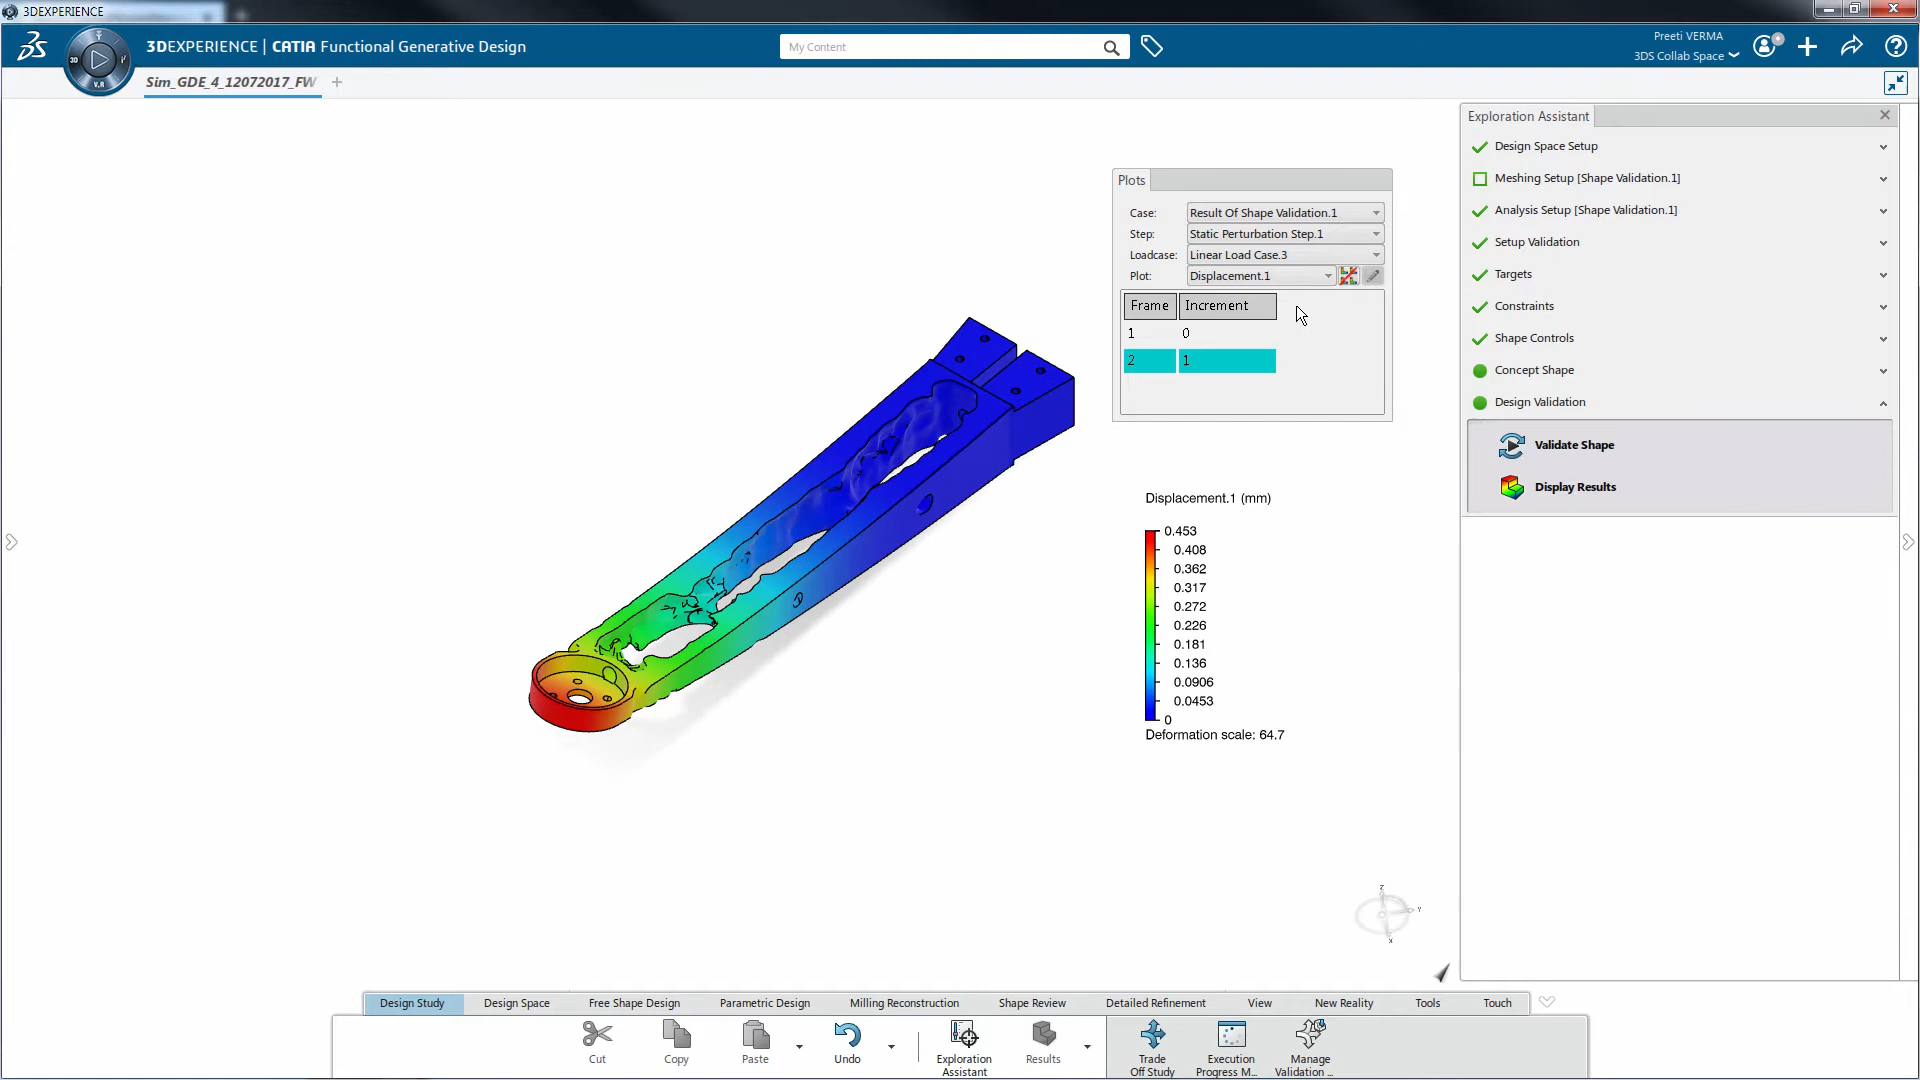 3DEXPERIENCE
3DEXPERIENCE | CATIA Functional Generative Design
My Content
Preeti VERMA
3DS Collab Space
3D
V.R
Sim_GDE_4_12072017_FW
Exploration Assistant
Design Space Setup
Meshing Setup [Shape Validation.1]
Analysis Setup [Shape Validation.1]
Setup Validation
Targets
Constraints
Shape Controls
Concept Shape
Design Validation
Validate Shape
Display Results
Plots
Case: Result Of Shape Validation.1
Step: Static Perturbation Step.1
Loadcase: Linear Load Case.3
Plot: Displacement.1
Frame Increment
1 0
2 1
Displacement.1 (mm)
0.453
0.408
0.362
0.317
0.272
0.226
0.181
0.136
0.0906
0.0453
0
Deformation scale: 64.7
Z
Y
X
Design Study Design Space Free Shape Design Parametric Design Milling Reconstruction Shape Review Detailed Refinement View New Reality Tools Touch
Cut
Copy
Paste
Undo
Exploration
Assistant
Results
Trade
Off Study
Execution
Progress M...
Manage
Validation ...